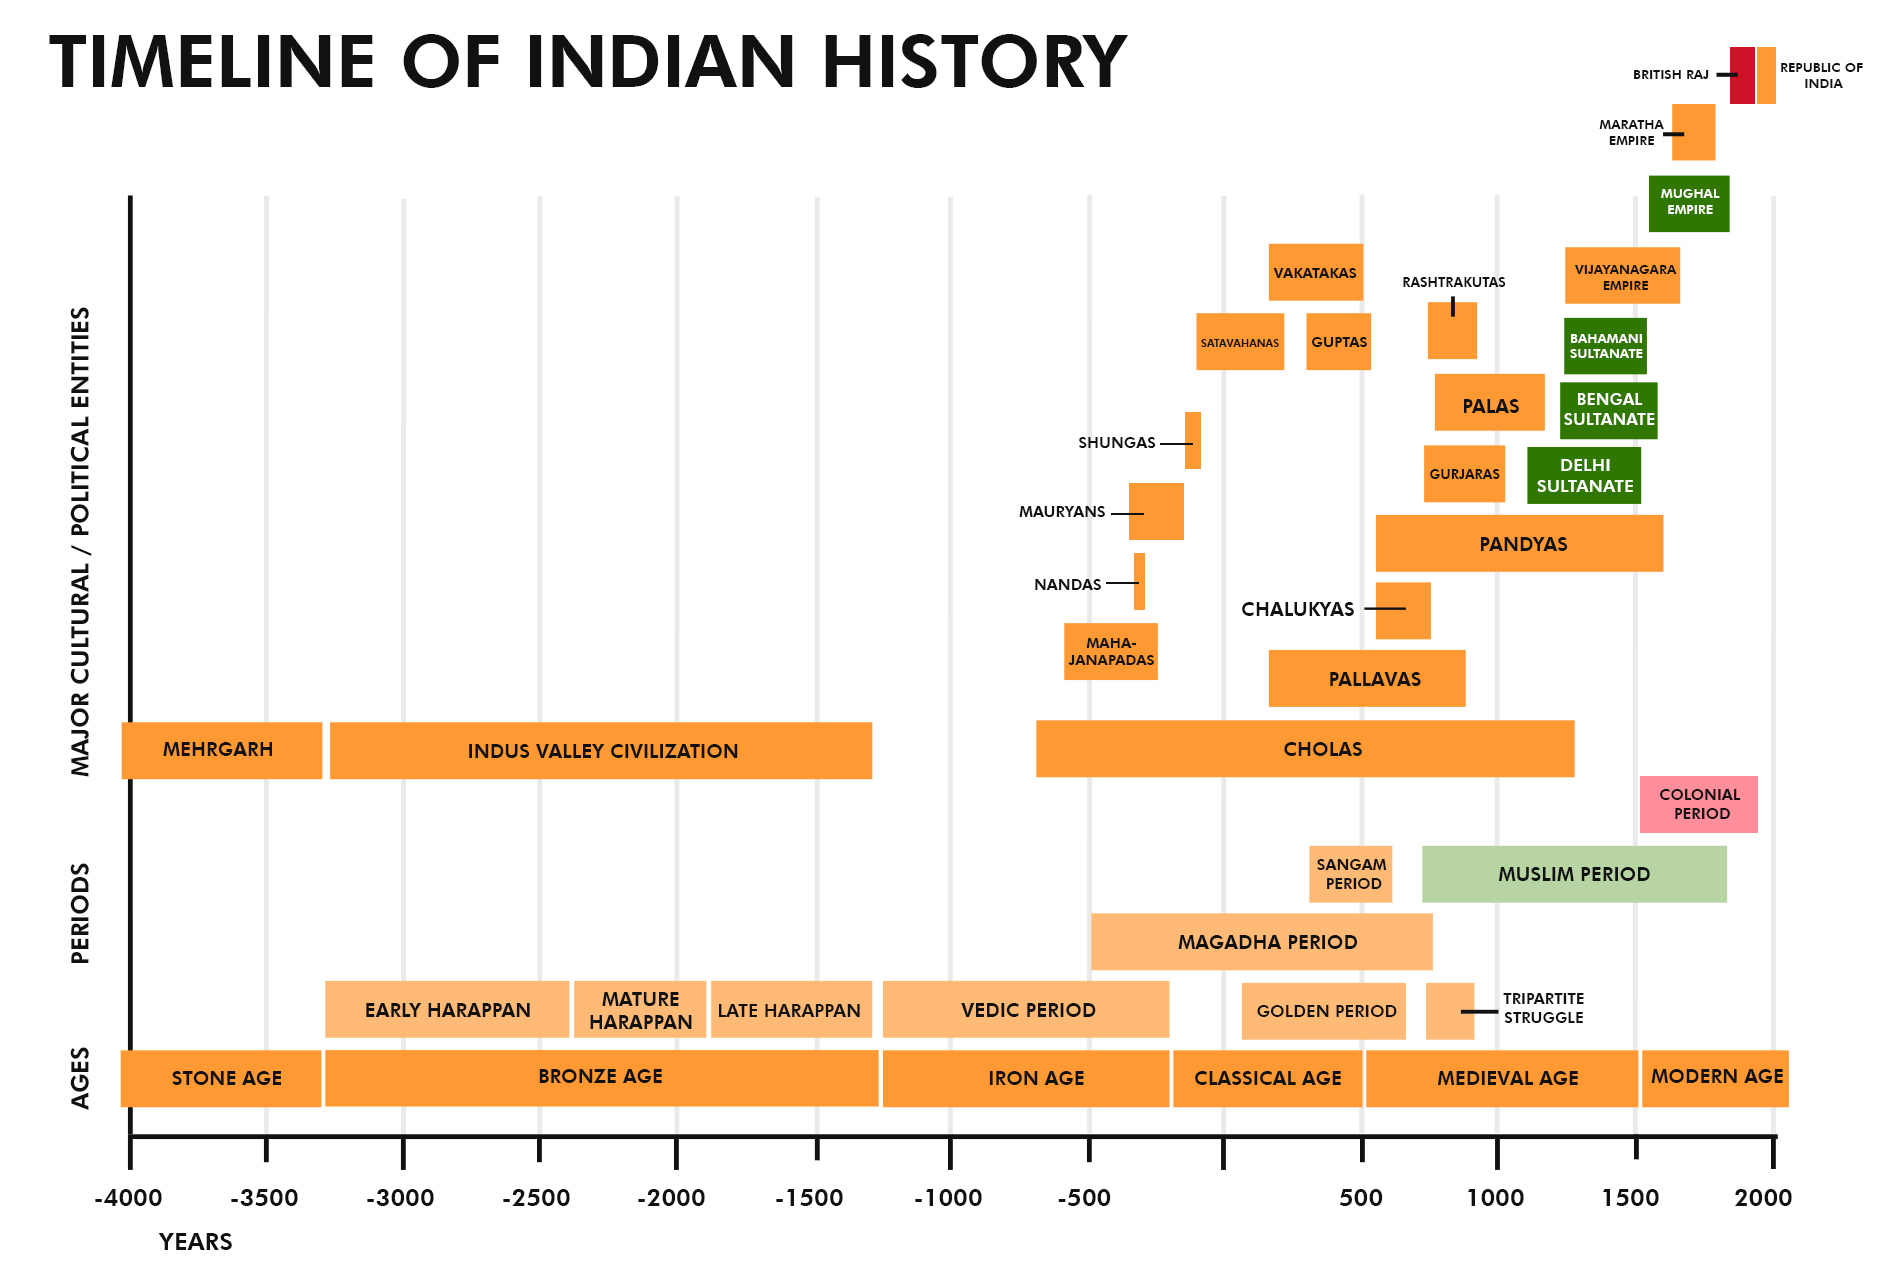 TIMELINE OF INDIAN HISTORY
BRITISH RAJ
REPUBLIC OF
INDIA
MARATHA
EMPIRE
MUGHAL
EMPIRE
MAJOR CULTURAL / POLITICAL ENTITIES
VAKATAKAS
RASHTRAKUTAS
VIJAYANAGARA
EMPIRE
SATAVAHANAS
GUPTAS
BAHAMANI
SULTANATE
PALAS
BENGAL
SULTANATE
SHUNGAS
GURJARAS
DELHI
SULTANATE
MAURYANS
PANDYAS
NANDAS
CHALUKYAS
MAHA-
JANAPADAS
PALLAVAS
MEHRGARH
INDUS VALLEY CIVILIZATION
CHOLAS
PERIODS
COLONIAL
PERIOD
SANGAM
PERIOD
MUSLIM PERIOD
MAGADHA PERIOD
EARLY HARAPPAN
MATURE
HARAPPAN
LATE HARAPPAN
VEDIC PERIOD
GOLDEN PERIOD
TRIPARTITE
STRUGGLE
AGES
STONE AGE
BRONZE AGE
IRON AGE
CLASSICAL AGE
MEDIEVAL AGE
MODERN AGE
-4000 -3500 -3000 -2500 -2000 -1500 -1000 -500 500 1000 1500 2000
YEARS